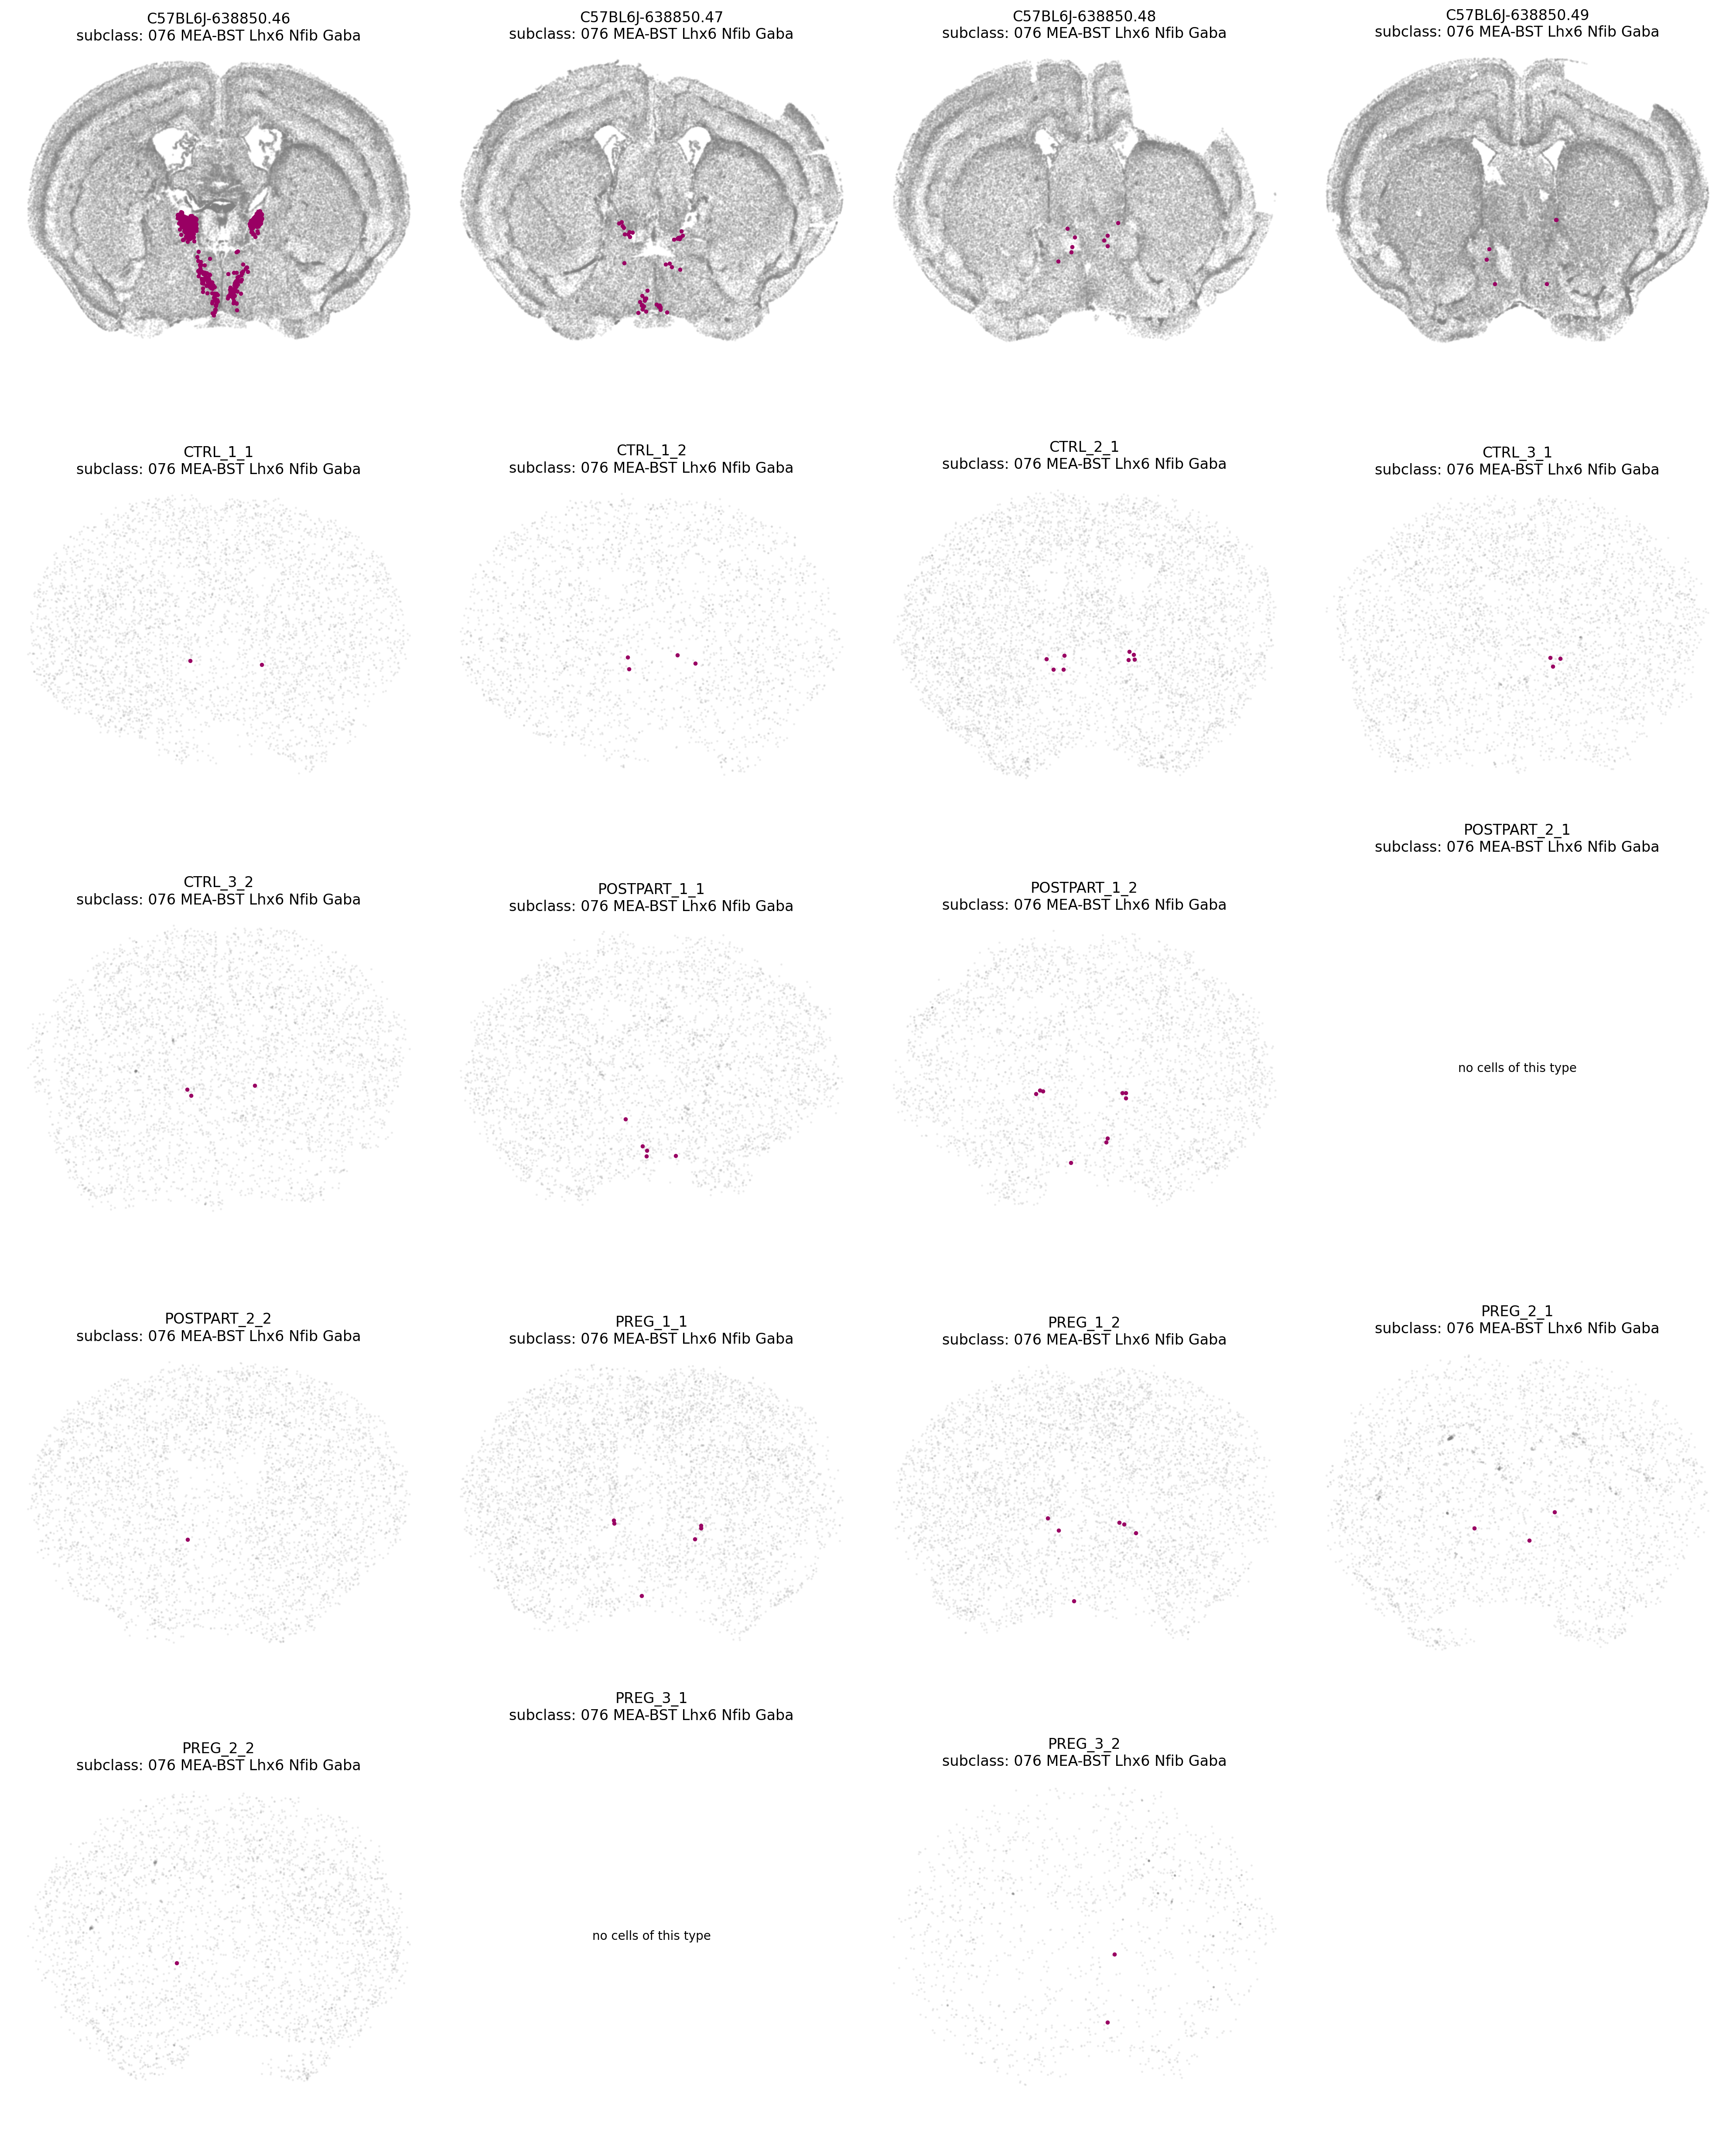 C57BL6J-638850.46
subclass: 076 MEA-BST Lhx6 Nfib Gaba
C57BL6J-638850.47
subclass: 076 MEA-BST Lhx6 Nfib Gaba
C57BL6J-638850.48
subclass: 076 MEA-BST Lhx6 Nfib Gaba
C57BL6J-638850.49
subclass: 076 MEA-BST Lhx6 Nfib Gaba
CTRL_1_1
subclass: 076 MEA-BST Lhx6 Nfib Gaba
CTRL_1_2
subclass: 076 MEA-BST Lhx6 Nfib Gaba
CTRL_2_1
subclass: 076 MEA-BST Lhx6 Nfib Gaba
CTRL_3_1
subclass: 076 MEA-BST Lhx6 Nfib Gaba
CTRL_3_2
subclass: 076 MEA-BST Lhx6 Nfib Gaba
POSTPART_1_1
subclass: 076 MEA-BST Lhx6 Nfib Gaba
POSTPART_1_2
subclass: 076 MEA-BST Lhx6 Nfib Gaba
POSTPART_2_1
subclass: 076 MEA-BST Lhx6 Nfib Gaba
no cells of this type
POSTPART_2_2
subclass: 076 MEA-BST Lhx6 Nfib Gaba
PREG_1_1
subclass: 076 MEA-BST Lhx6 Nfib Gaba
PREG_1_2
subclass: 076 MEA-BST Lhx6 Nfib Gaba
PREG_2_1
subclass: 076 MEA-BST Lhx6 Nfib Gaba
PREG_2_2
subclass: 076 MEA-BST Lhx6 Nfib Gaba
PREG_3_1
subclass: 076 MEA-BST Lhx6 Nfib Gaba
no cells of this type
PREG_3_2
subclass: 076 MEA-BST Lhx6 Nfib Gaba